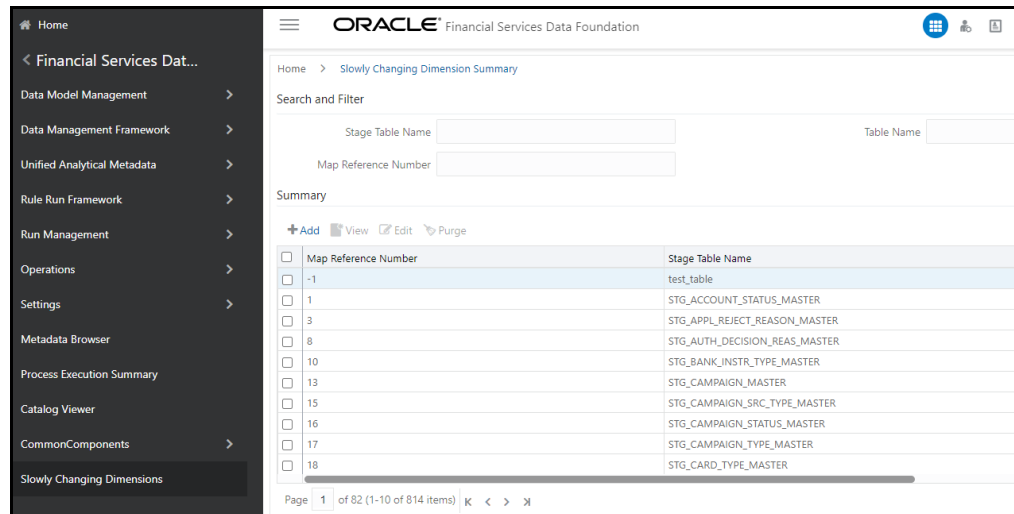 Home
Financial Services Dat...
Data Model Management
Data Management Framework
Unified Analytical Metadata
Rule Run Framework
Run Management
Operations
Settings
Metadata Browser
Process Execution Summary
Catalog Viewer
CommonComponents
Slowly Changing Dimensions
ORACLE® Financial Services Data Foundation
Home > Slowly Changing Dimension Summary
Search and Filter
Stage Table Name Table Name
Map Reference Number
Summary
+Add View Edit Purge
Map Reference Number Stage Table Name
-1 test_table
1 STG_ACCOUNT_STATUS_MASTER
3 STG_APPL_REJECT_REASON_MASTER
8 STG_AUTH_DECISION_REAS_MASTER
10 STG_BANK_INSTR_TYPE_MASTER
13 STG_CAMPAIGN_MASTER
15 STG_CAMPAIGN_SRC_TYPE_MASTER
16 STG_CAMPAIGN_STATUS_MASTER
17 STG_CAMPAIGN_TYPE_MASTER
18 STG_CARD_TYPE_MASTER
Page 1 of 82 (1-10 of 814 items)